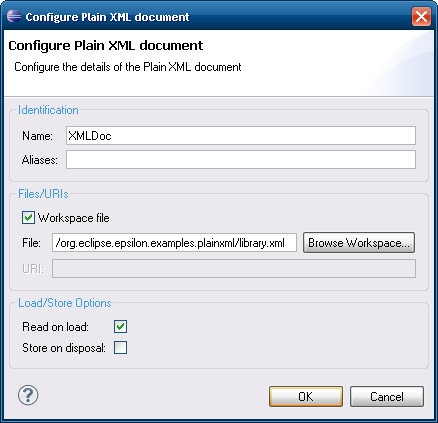 Configure Plain XML document
Configure Plain XML document
Configure the details of the Plain XML document
Identification
Name: XMLDoc
Aliases:
Files/URIs
Workspace file
File: /org.eclipse.epsilon.examples.plainxml/library.xml Browse Workspace...
URI:
Load/Store Options
Read on load:
Store on disposal:
? OK Cancel